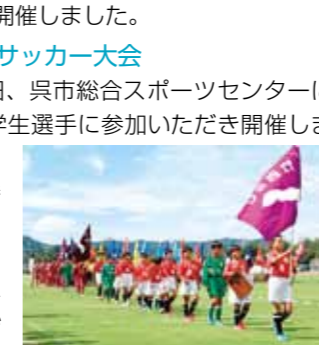 開催しました。
サッカー大会
日、呉市総合スポーツセンターに
学生選手に参加いただき開催しま